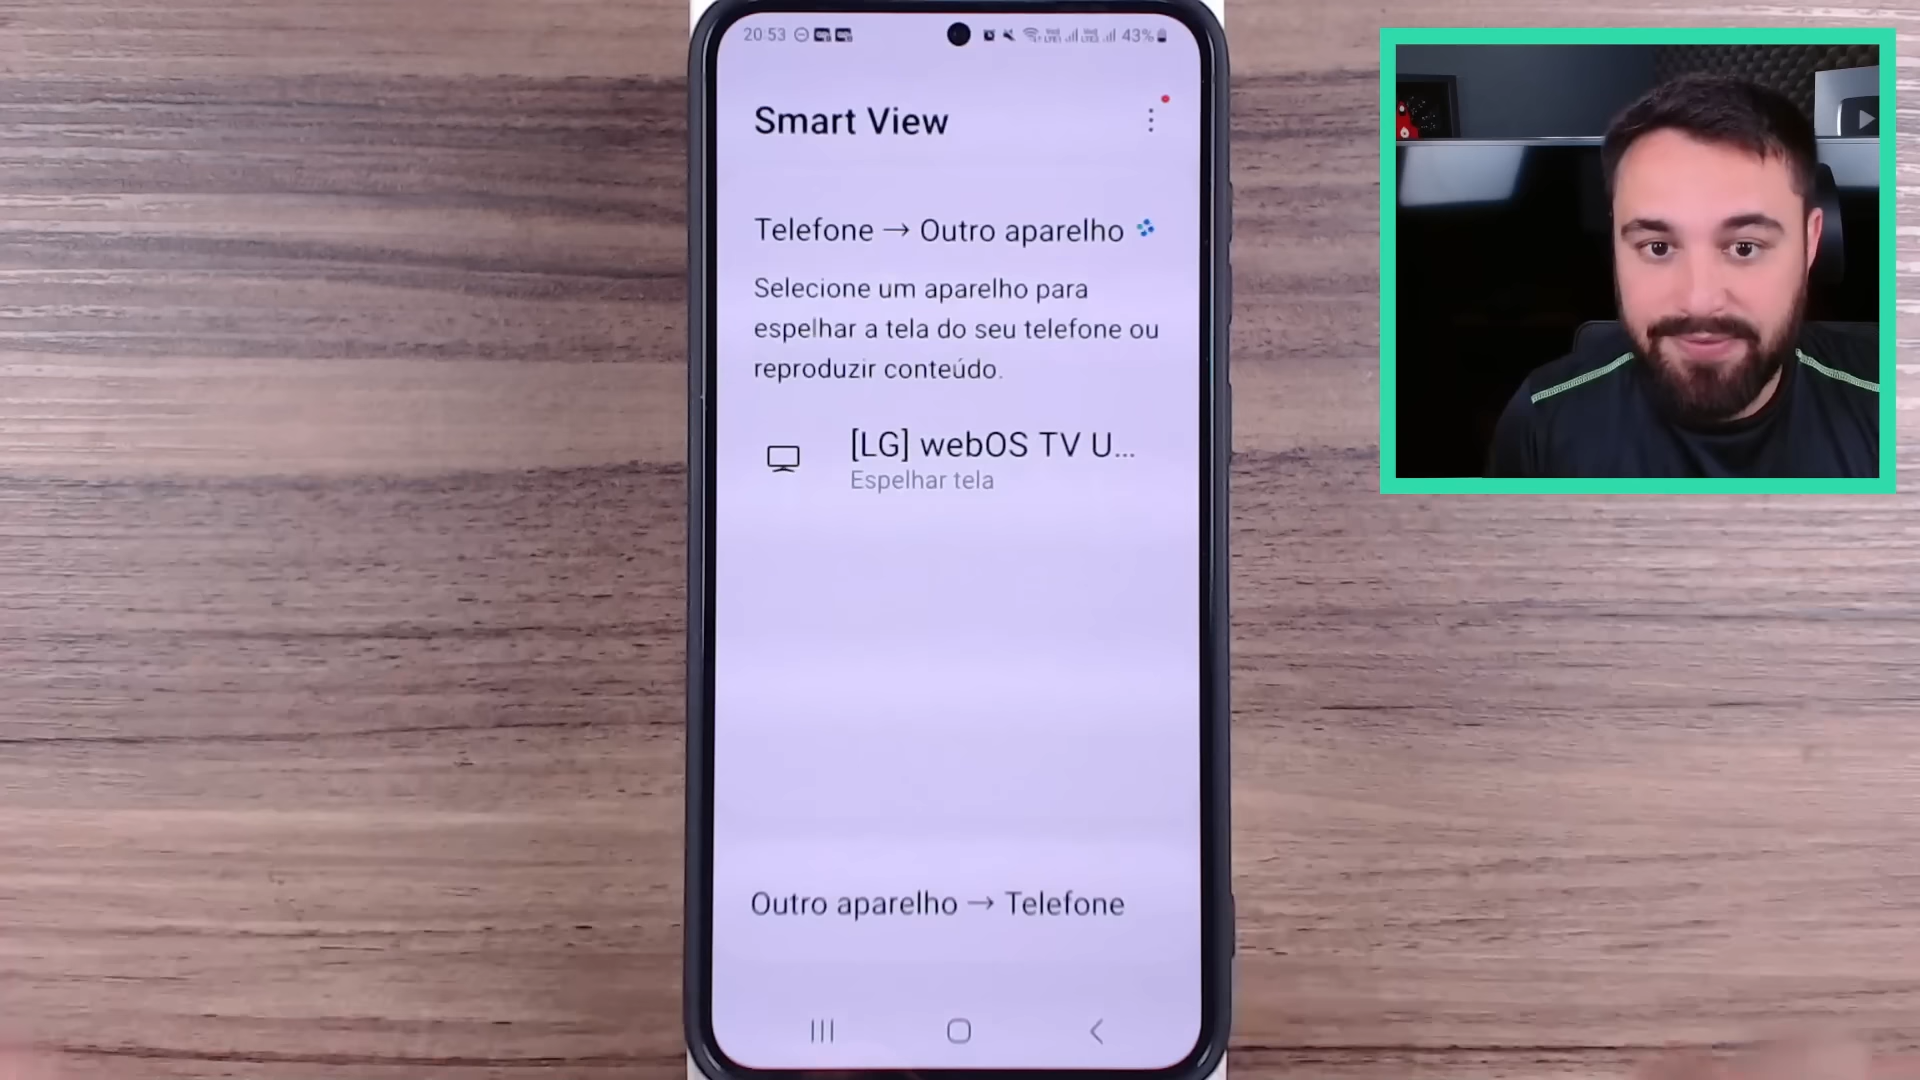 20:53
43%
Smart View
Telefone → Outro aparelho
Selecione um aparelho para
espelhar a tela do seu telefone ou
reproduzir conteúdo.
[LG] webOS TV U...
Espelhar tela
Outro aparelho → Telefone